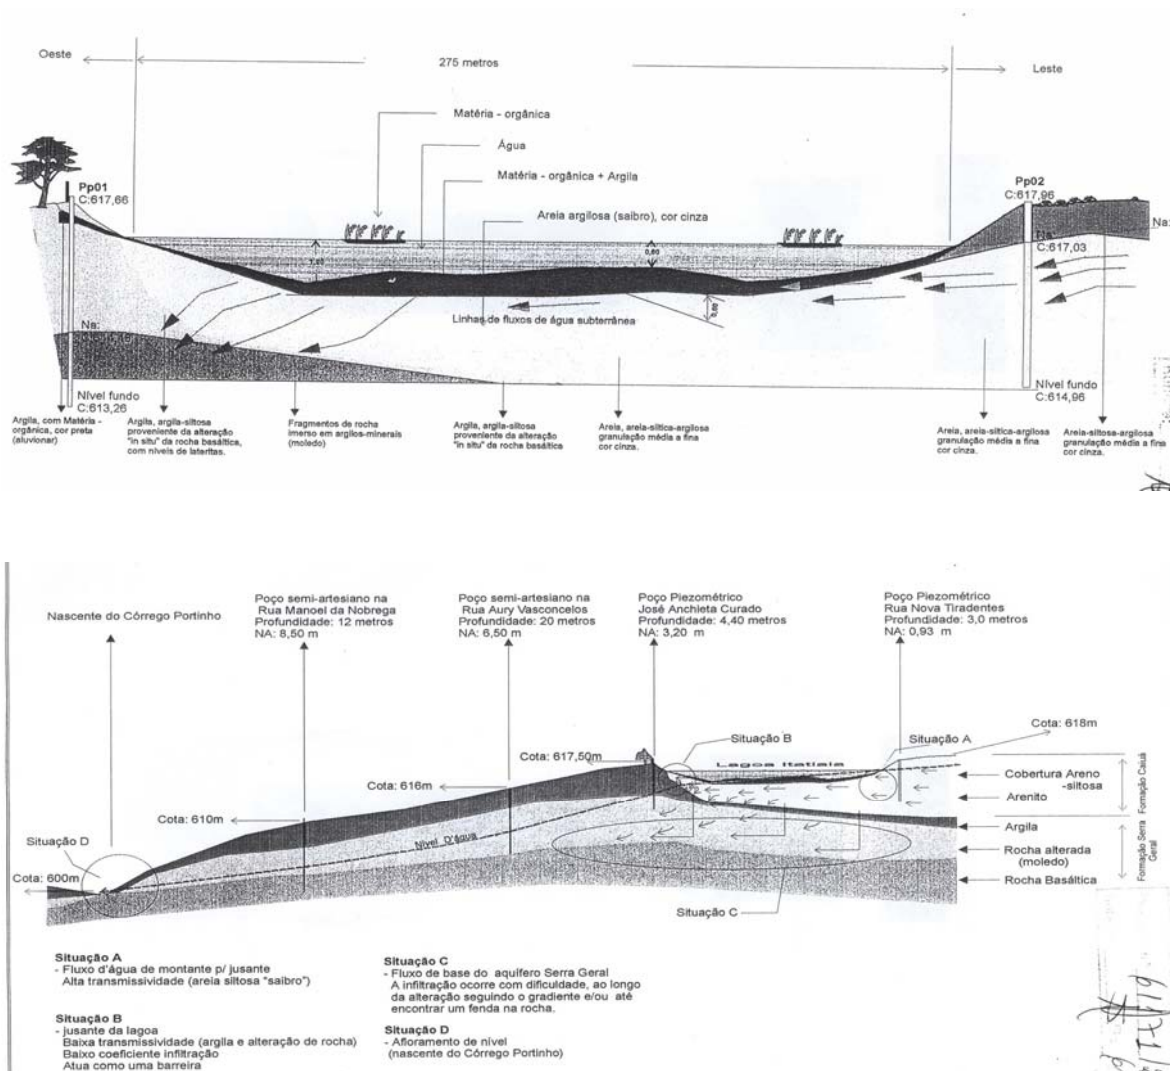 Oeste
275 metros
Leste
Matéria - orgânica
Água
Matéria - orgânica + Argila
Areia argilosa (saibro), cor cinza
Pp01
C:617,66
Pp02
C:617,96
Na:
Na:
C:617,03
0,80
0,80
Linhas de fluxos de água subterrânea
Na:
Nível fundo
C:613,26
Nível fundo
C:614,96
Argila, com Matéria -
orgânica, cor preta
(aluvionar)
Argila, argila-siltosa
proveniente da alteração
"in situ" da rocha basáltica,
com níveis de lateritas.
Fragmentos de rocha
imerso em argilos-minerais
(moledo)
Argila, argila-siltosa
proveniente da alteração
"in situ" da rocha basáltica
Areia, areia-siltica-argilosa
granulação média a fina
cor cinza.
Areia, areia-siltica-argilosa
granulação média a fina
cor cinza.
Areia-siltosa-argilosa
granulação média a fina
cor cinza.
Nascente do Córrego Portinho
Poço semi-artesiano na
Rua Manoel da Nobrega
Profundidade: 12 metros
NA: 8,50 m
Poço semi-artesiano na
Rua Aury Vasconcelos
Profundidade: 20 metros
NA: 6,50 m
Poço Piezométrico
José Anchieta Curado
Profundidade: 4,40 metros
NA: 3,20 m
Poço Piezométrico
Rua Nova Tiradentes
Profundidade: 3,0 metros
NA: 0,93 m
Cota: 618m
Situação B
Situação A
Cota: 617,50m
Lagoa Itatiaia
Cota: 616m
Cobertura Areno
-siltosa
Arenito
Formação Caiuá
Cota: 610m
Nível D'água
Argila
Rocha alterada
(moledo)
Rocha Basáltica
Formação Serra
Geral
Situação D
Cota: 600m
Situação C
Situação A
- Fluxo d'água de montante p/ jusante
Alta transmissividade (areia siltosa "saibro")
Situação B
- jusante da lagoa
Baixa transmissividade (argila e alteração de rocha)
Baixo coeficiente infiltração
Atua como uma barreira
Situação C
- Fluxo de base do aquífero Serra Geral
A infiltração ocorre com dificuldade, ao longo
da alteração seguindo o gradiente e/ou até
encontrar um fenda na rocha.
Situação D
- Afloramento de nível
(nascente do Córrego Portinho)